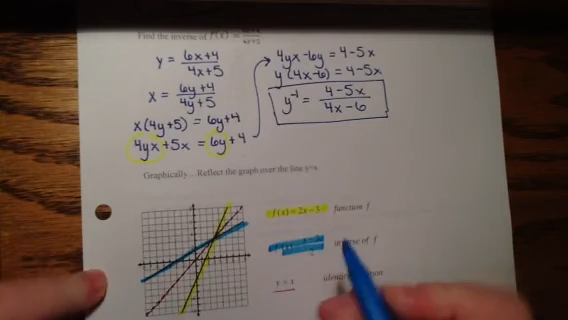 Find the inverse of f(x) =
y = 6x+4 / 4x+5
x = 6y+4 / 4y+5
x(4y+5) = 6y+4
4yx+5x = 6y+4
4yx-6y = 4-5x
y(4x-6) = 4-5x
y⁻¹ = 4-5x / 4x-6
Graphically... Reflect the graph over the line y=x
f(x) = 2x-3 function f
inverse of f
y = x